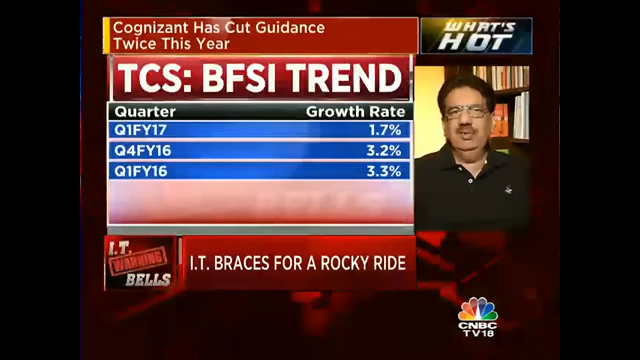 Cognizant Has Cut Guidance
Twice This Year
WHAT'S
HOT
TCS: BFSI TREND
Quarter Growth Rate
Q1FY17 1.7%
Q4FY16 3.2%
Q1FY16 3.3%
I.T.
WARNING
BELLS
I.T. BRACES FOR A ROCKY RIDE
CNBC
TV18